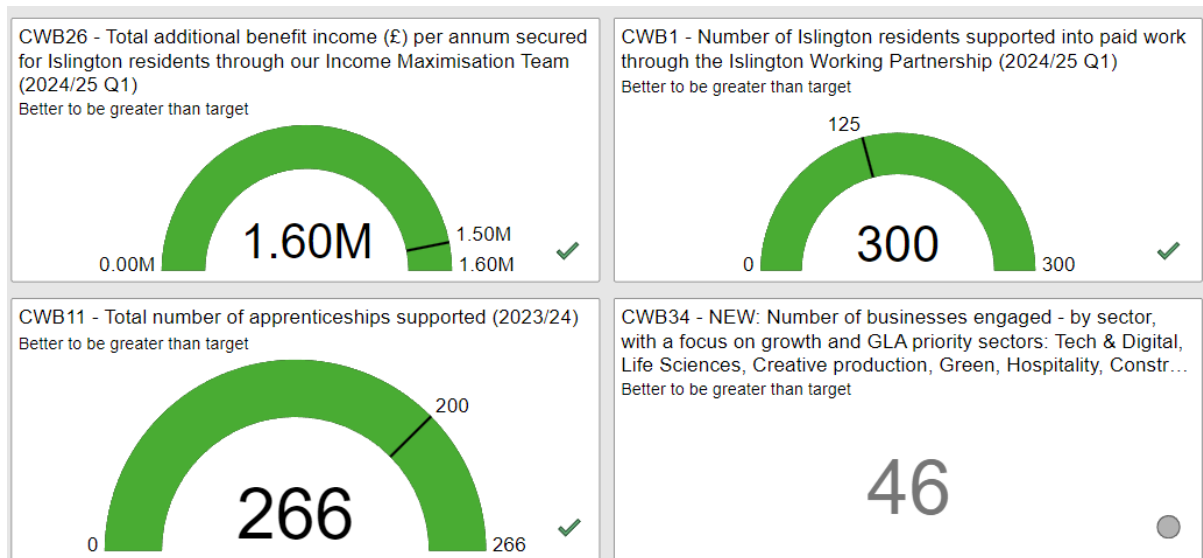 CWB26 - Total additional benefit income (£) per annum secured
for Islington residents through our Income Maximisation Team
(2024/25 Q1)
Better to be greater than target
1.60M
0.00M
1.50M
1.60M
CWB1 - Number of Islington residents supported into paid work
through the Islington Working Partnership (2024/25 Q1)
Better to be greater than target
125
300
0
300
CWB11 - Total number of apprenticeships supported (2023/24)
Better to be greater than target
200
266
0
266
CWB34 - NEW: Number of businesses engaged - by sector,
with a focus on growth and GLA priority sectors: Tech & Digital,
Life Sciences, Creative production, Green, Hospitality, Constr...
Better to be greater than target
46